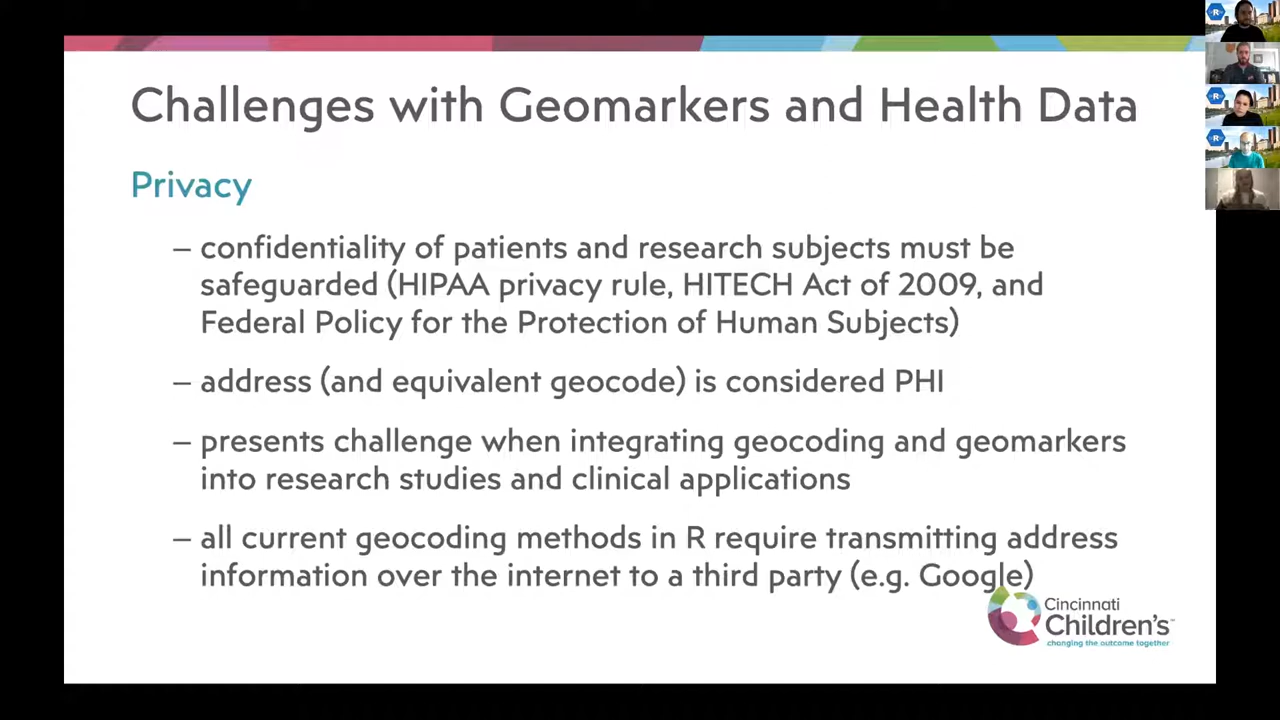 Challenges with Geomarkers and Health Data
Privacy
– confidentiality of patients and research subjects must be
safeguarded (HIPAA privacy rule, HITECH Act of 2009, and
Federal Policy for the Protection of Human Subjects)
– address (and equivalent geocode) is considered PHI
– presents challenge when integrating geocoding and geomarkers
into research studies and clinical applications
– all current geocoding methods in R require transmitting address
information over the internet to a third party (e.g. Google)
Cincinnati
Children's™
changing the outcome together
R
R
R